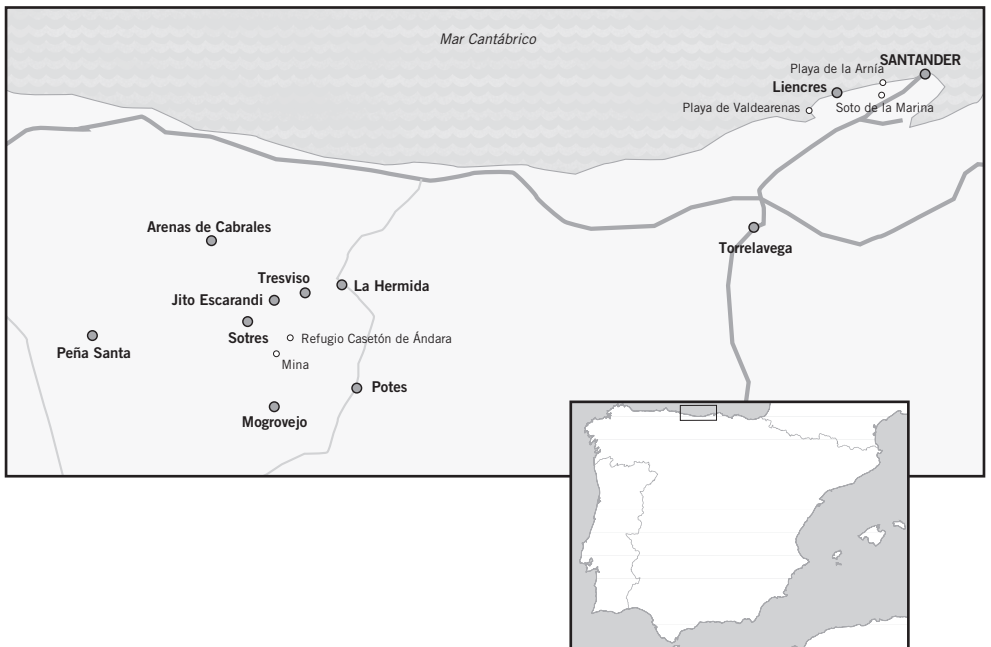 Mar Cantábrico
SANTANDER
Playa de la Arnía
Liencres
Playa de Valdearenas
Soto de la Marina
Arenas de Cabrales
Torrelavega
Tresviso
La Hermida
Jito Escarandi
Sotres
Refugio Casetón de Ándara
Peña Santa
Mina
Potes
Mogrovejo